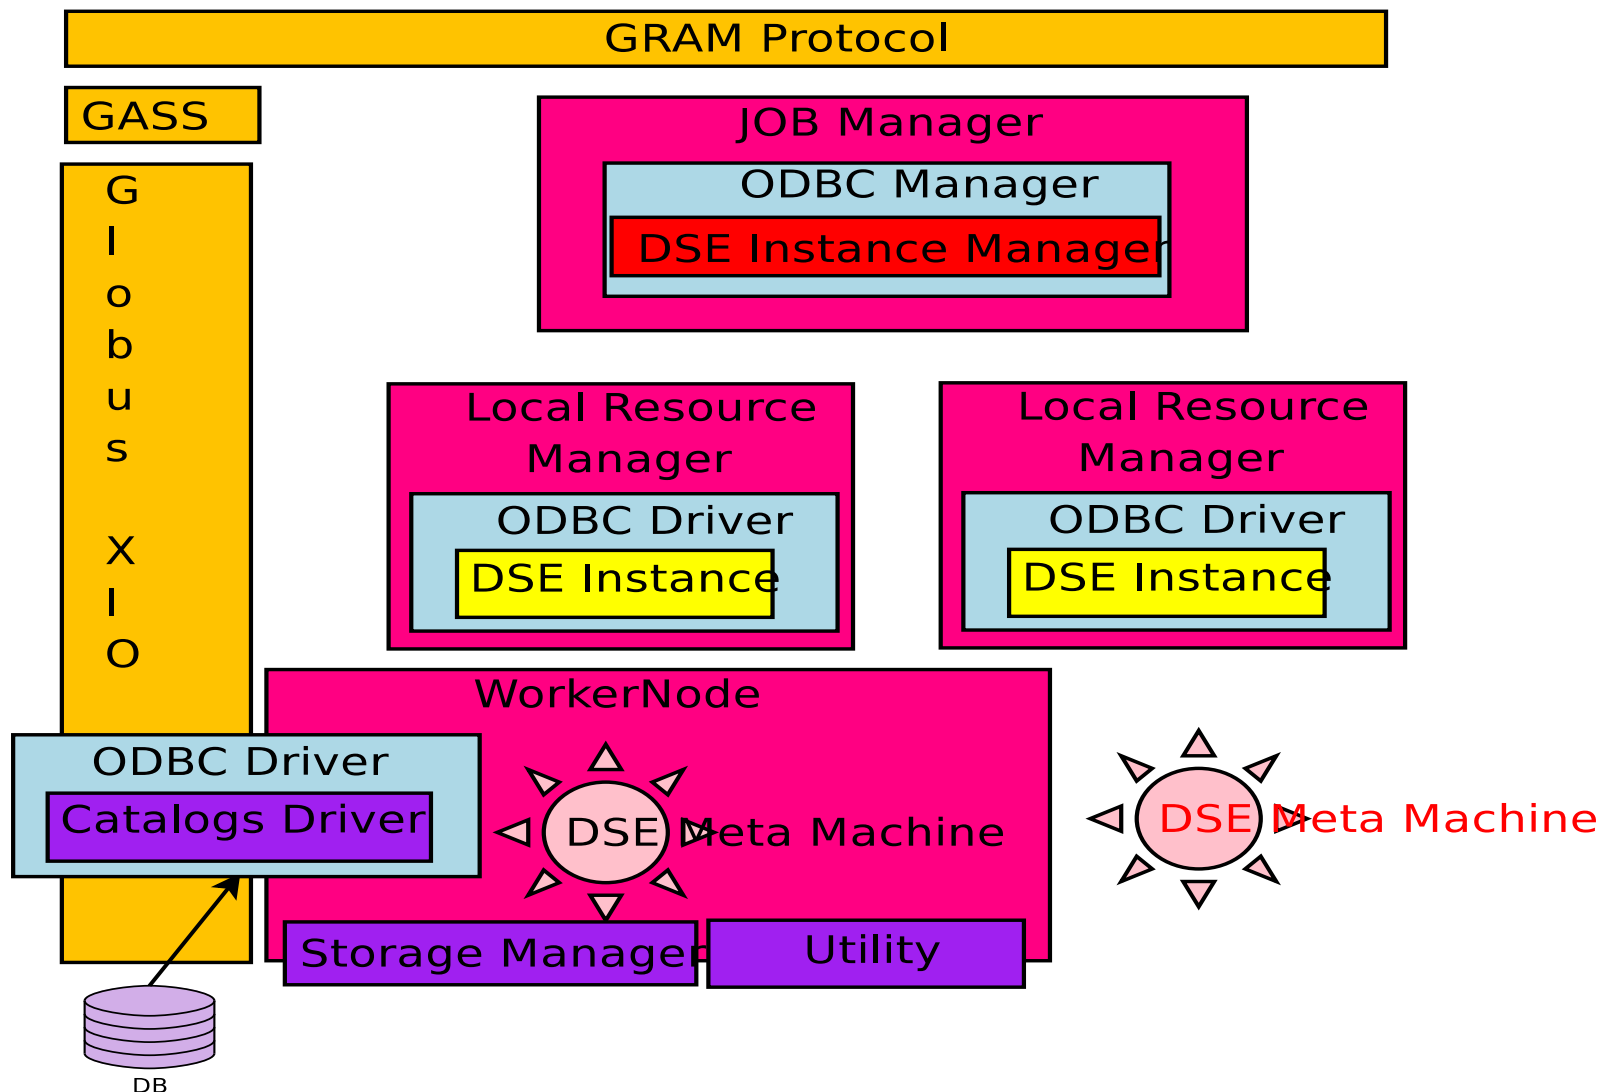 GRAM Protocol
GASS
JOB Manager
ODBC Manager
DSE Instance Manager
Globus XIO
Local Resource
Manager
ODBC Driver
DSE Instance
Local Resource
Manager
ODBC Driver
DSE Instance
WorkerNode
ODBC Driver
Catalogs Driver
DSE Meta Machine
DSE Meta Machine
Storage Manager
Utility
DB